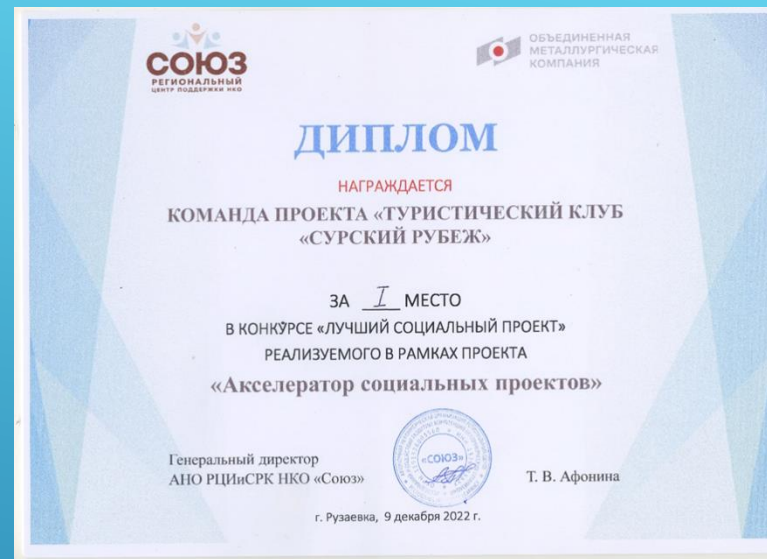 СОЮЗ
РЕГИОНАЛЬНЫЙ
ЦЕНТР ПОДДЕРЖКИ НКО
ОБЪЕДИНЕННАЯ
МЕТАЛЛУРГИЧЕСКАЯ
КОМПАНИЯ
ДИПЛОМ
НАГРАЖДАЕТСЯ
КОМАНДА ПРОЕКТА «ТУРИСТИЧЕСКИЙ КЛУБ
«СУРСКИЙ РУБЕЖ»
ЗА I МЕСТО
В КОНКУРСЕ «ЛУЧШИЙ СОЦИАЛЬНЫЙ ПРОЕКТ»
РЕАЛИЗУЕМОГО В РАМКАХ ПРОЕКТА
«Акселератор социальных проектов»
Генеральный директор
АНО РЦИиСРК НКО «Союз»
«СОЮЗ»
Т. В. Афонина
г. Рузаевка, 9 декабря 2022 г.